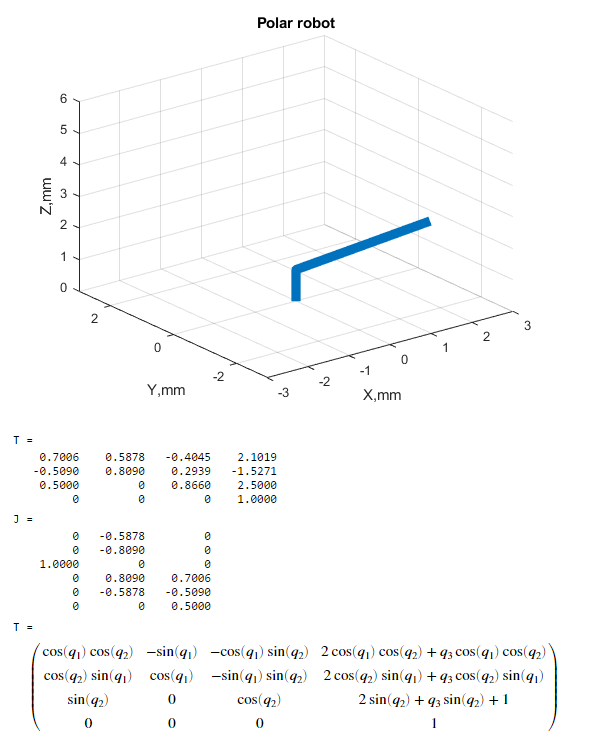 Polar robot
6
5
4
3
2
1
0
Z,mm
2
0
-2
Y,mm
-3
-2
-1
0
1
2
3
X,mm
T =
0.7006 0.5878 -0.4045 2.1019
-0.5090 0.8090 0.2939 -1.5271
0.5000 0 0.8660 2.5000
0 0 0 1.0000
J =
0 -0.5878 0
0 -0.8090 0
1.0000 0 0
0 0.8090 0.7006
0 -0.5878 -0.5090
0 0 0.5000
T =
cos(q₁) cos(q₂) −sin(q₁) −cos(q₁) sin(q₂) 2 cos(q₁) cos(q₂) + q₃ cos(q₁) cos(q₂)
cos(q₂) sin(q₁) cos(q₁) −sin(q₁) sin(q₂) 2 cos(q₂) sin(q₁) + q₃ cos(q₂) sin(q₁)
sin(q₂) 0 cos(q₂) 2 sin(q₂) + q₃ sin(q₂) + 1
0 0 0 1